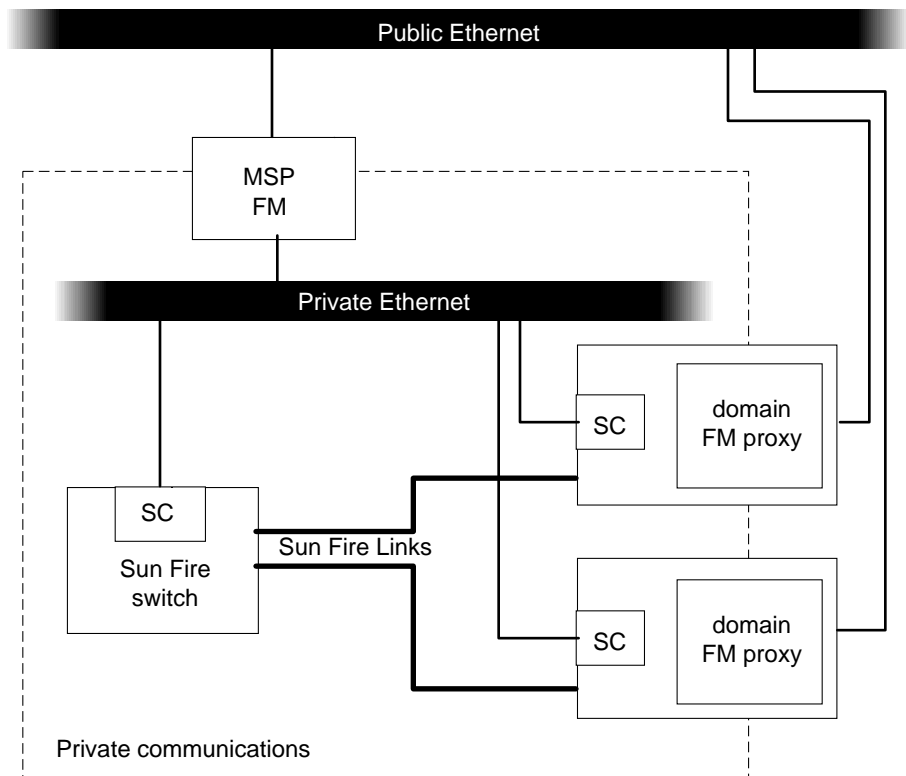 Public Ethernet
MSP
FM
Private Ethernet
SC
domain
FM proxy
SC
Sun Fire Links
Sun Fire
switch
SC
domain
FM proxy
Private communications